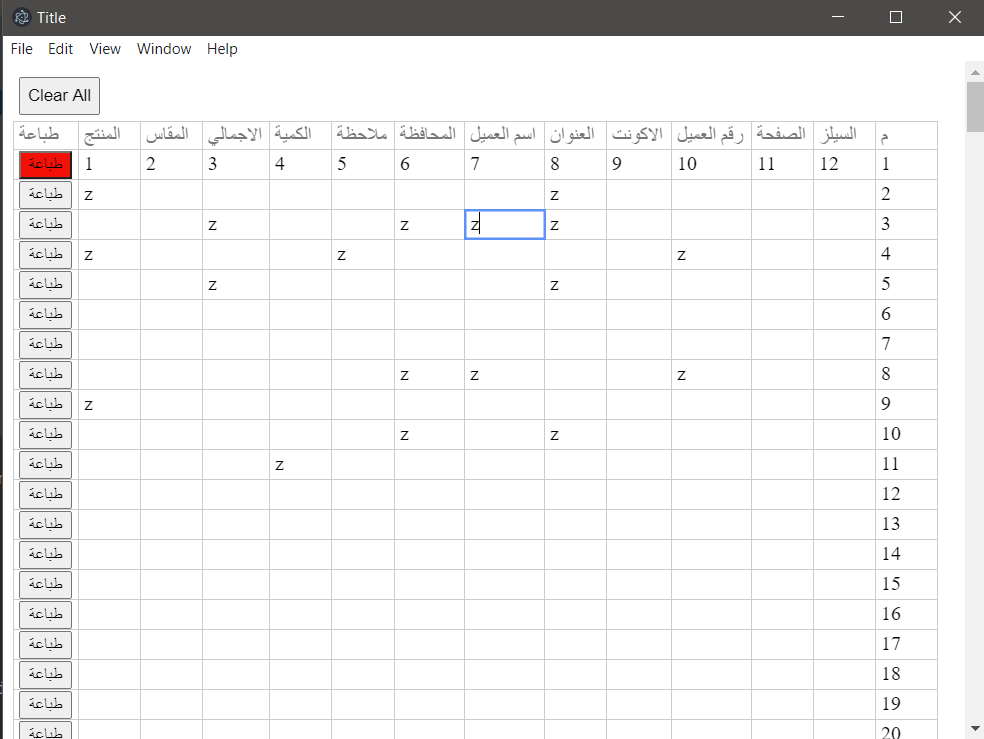 Title
File Edit View Window Help
Clear All
طباعة المنتج المقاس الاجمالي الكمية ملاحظة المحافظة اسم العميل العنوان الاكونت رقم العميل الصفحة السيلز م
طباعة 1 2 3 4 5 6 7 8 9 10 11 12 1
طباعة z z 2
طباعة z z z z 3
طباعة z z z 4
طباعة z z 5
طباعة 6
طباعة 7
طباعة z z z 8
طباعة z 9
طباعة z z 10
طباعة z 11
طباعة 12
طباعة 13
طباعة 14
طباعة 15
طباعة 16
طباعة 17
طباعة 18
طباعة 19
طباعة 20